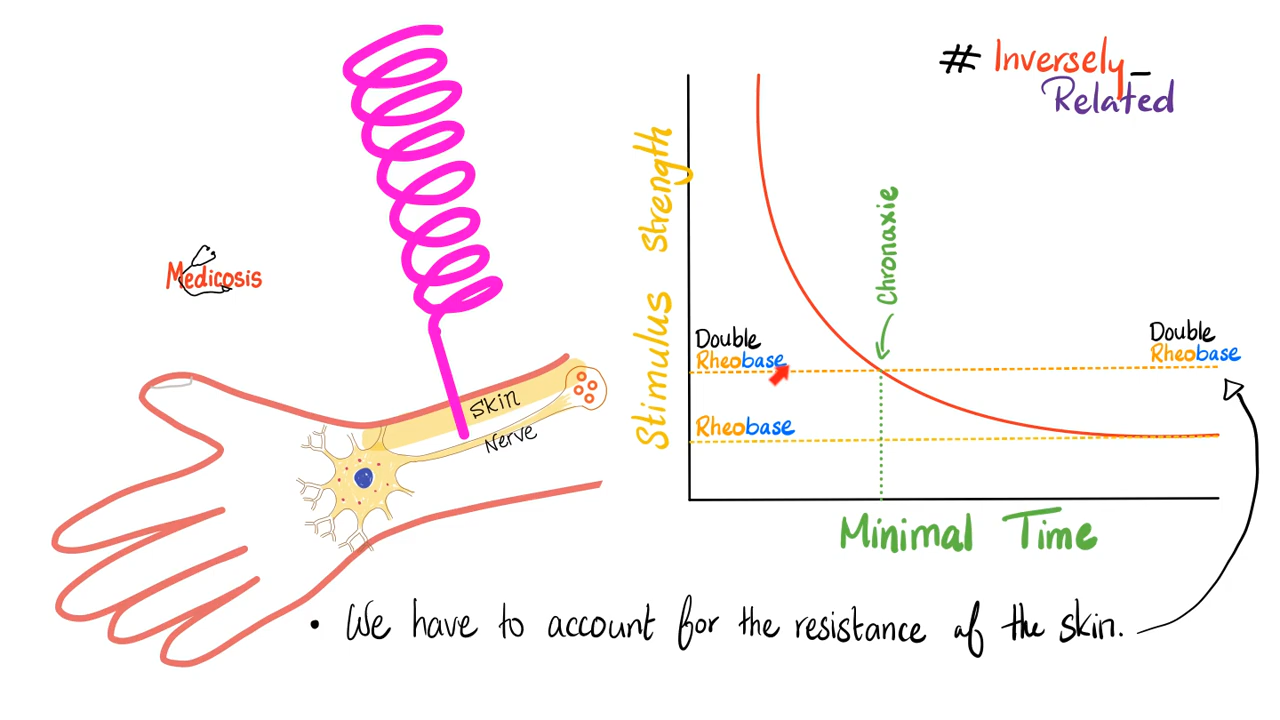 # Inversely_
Related
Medicosis
Skin
Nerve
Stimulus strength
Chronaxie
Double
Rheobase
Double
Rheobase
Rheobase
Minimal Time
• We have to account for the resistance of the skin.